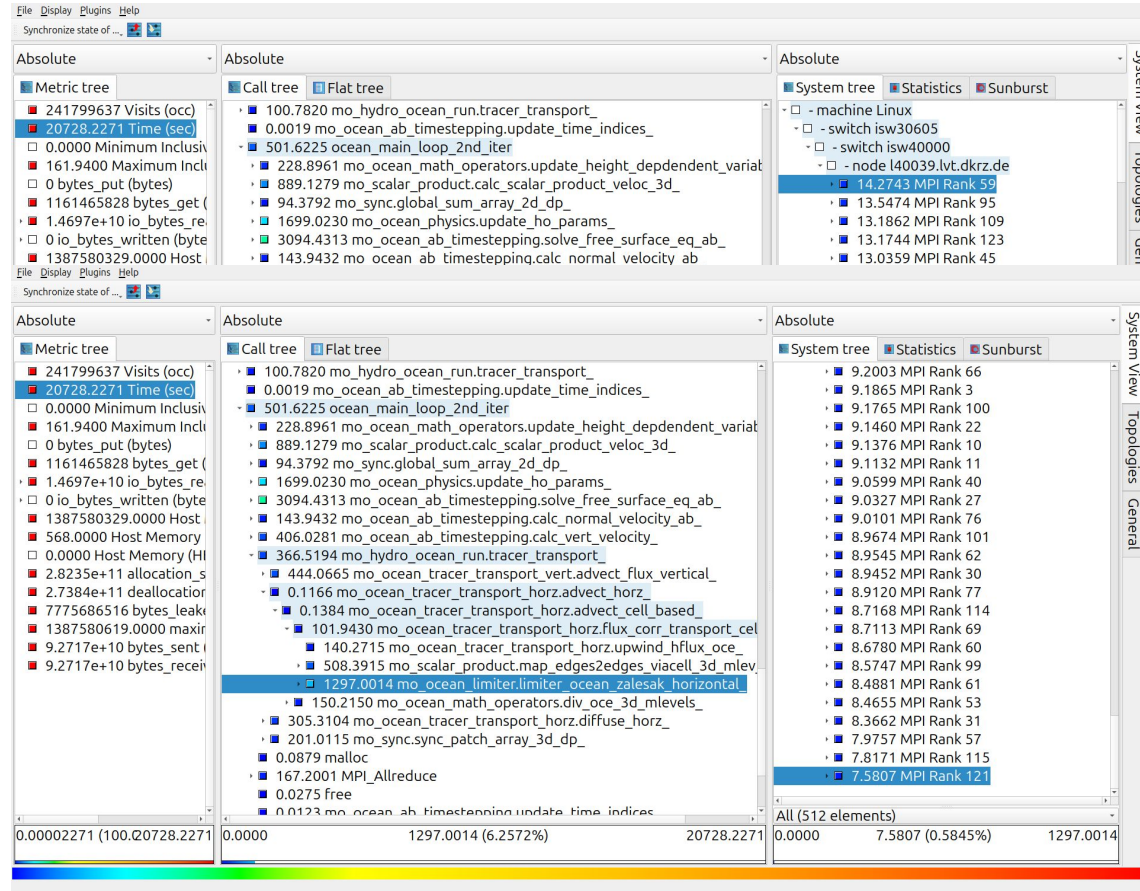 File Display Plugins Help
Synchronize state of ...
Absolute
Absolute
Absolute
Metric tree
Call tree
Flat tree
System tree
Statistics
Sunburst
241799637 Visits (occ)
20728.2271 Time (sec)
0.0000 Minimum Inclusiv
161.9400 Maximum Inclu
0 bytes_put (bytes)
1161465828 bytes_get (
1.4697e+10 io_bytes_re
0 io_bytes_written (byte
1387580329.0000 Host
100.7820 mo_hydro_ocean_run.tracer_transport_
0.0019 mo_ocean_ab_timestepping.update_time_indices_
501.6225 ocean_main_loop_2nd_iter
228.8961 mo_ocean_math_operators.update_height_depdendent_variab
889.1279 mo_scalar_product.calc_scalar_product_veloc_3d_
94.3792 mo_sync.global_sum_array_2d_dp_
1699.0230 mo_ocean_physics.update_ho_params_
3094.4313 mo_ocean_ab_timestepping.solve_free_surface_eq_ab_
143.9432 mo_ocean_ab_timestepping.calc_normal_velocity_ab
- machine Linux
- switch isw30605
- switch isw40000
- node l40039.lvt.dkrz.de
14.2743 MPI Rank 59
13.5474 MPI Rank 95
13.1862 MPI Rank 109
13.1744 MPI Rank 123
13.0359 MPI Rank 45
System View
Topologies
File Display Plugins Help
Synchronize state of ...
Absolute
Absolute
Absolute
Metric tree
Call tree
Flat tree
System tree
Statistics
Sunburst
241799637 Visits (occ)
20728.2271 Time (sec)
0.0000 Minimum Inclusiv
161.9400 Maximum Inclu
0 bytes_put (bytes)
1161465828 bytes_get (
1.4697e+10 io_bytes_re
0 io_bytes_written (byte
1387580329.0000 Host
568.0000 Host Memory
0.0000 Host Memory (HI
2.8235e+11 allocation_s
2.7384e+11 deallocation
7775686516 bytes_leake
1387580619.0000 maxin
9.2717e+10 bytes_sent (
9.2717e+10 bytes_receiv
0.00002271 (100.020728.2271
100.7820 mo_hydro_ocean_run.tracer_transport_
0.0019 mo_ocean_ab_timestepping.update_time_indices_
501.6225 ocean_main_loop_2nd_iter
228.8961 mo_ocean_math_operators.update_height_depdendent_variab
889.1279 mo_scalar_product.calc_scalar_product_veloc_3d_
94.3792 mo_sync.global_sum_array_2d_dp_
1699.0230 mo_ocean_physics.update_ho_params_
3094.4313 mo_ocean_ab_timestepping.solve_free_surface_eq_ab_
143.9432 mo_ocean_ab_timestepping.calc_normal_velocity_ab_
406.0281 mo_ocean_ab_timestepping.calc_vert_velocity_
366.5194 mo_hydro_ocean_run.tracer_transport_
444.0665 mo_ocean_tracer_transport_vert.advect_flux_vertical_
0.1166 mo_ocean_tracer_transport_horz.advect_horz_
0.1384 mo_ocean_tracer_transport_horz.advect_cell_based_
101.9430 mo_ocean_tracer_transport_horz.flux_corr_transport_cel
140.2715 mo_ocean_tracer_transport_horz.upwind_hflux_oce_
508.3915 mo_scalar_product.map_edges2edges_viacell_3d_mlev
1297.0014 mo_ocean_limiter.limiter_ocean_zalesak_horizontal_
150.2150 mo_ocean_math_operators.div_oce_3d_mlevels_
305.3104 mo_ocean_tracer_transport_horz.diffuse_horz_
201.0115 mo_sync.sync_patch_array_3d_dp_
0.0879 malloc
167.2001 MPI_Allreduce
0.0275 free
0.0123 mo_ocean_ab_timestepping.update_time_indices
0.0000 1297.0014 (6.2572%) 20728.2271
9.2003 MPI Rank 66
9.1865 MPI Rank 3
9.1765 MPI Rank 100
9.1460 MPI Rank 22
9.1376 MPI Rank 10
9.1132 MPI Rank 11
9.0599 MPI Rank 40
9.0327 MPI Rank 27
9.0101 MPI Rank 76
8.9674 MPI Rank 101
8.9545 MPI Rank 62
8.9452 MPI Rank 30
8.9120 MPI Rank 77
8.7168 MPI Rank 114
8.7113 MPI Rank 69
8.6780 MPI Rank 60
8.5747 MPI Rank 99
8.4881 MPI Rank 61
8.4655 MPI Rank 53
8.3662 MPI Rank 31
7.9757 MPI Rank 57
7.8171 MPI Rank 115
7.5807 MPI Rank 121
All (512 elements)
0.0000 7.5807 (0.5845%) 1297.0014
System View
Topologies
General